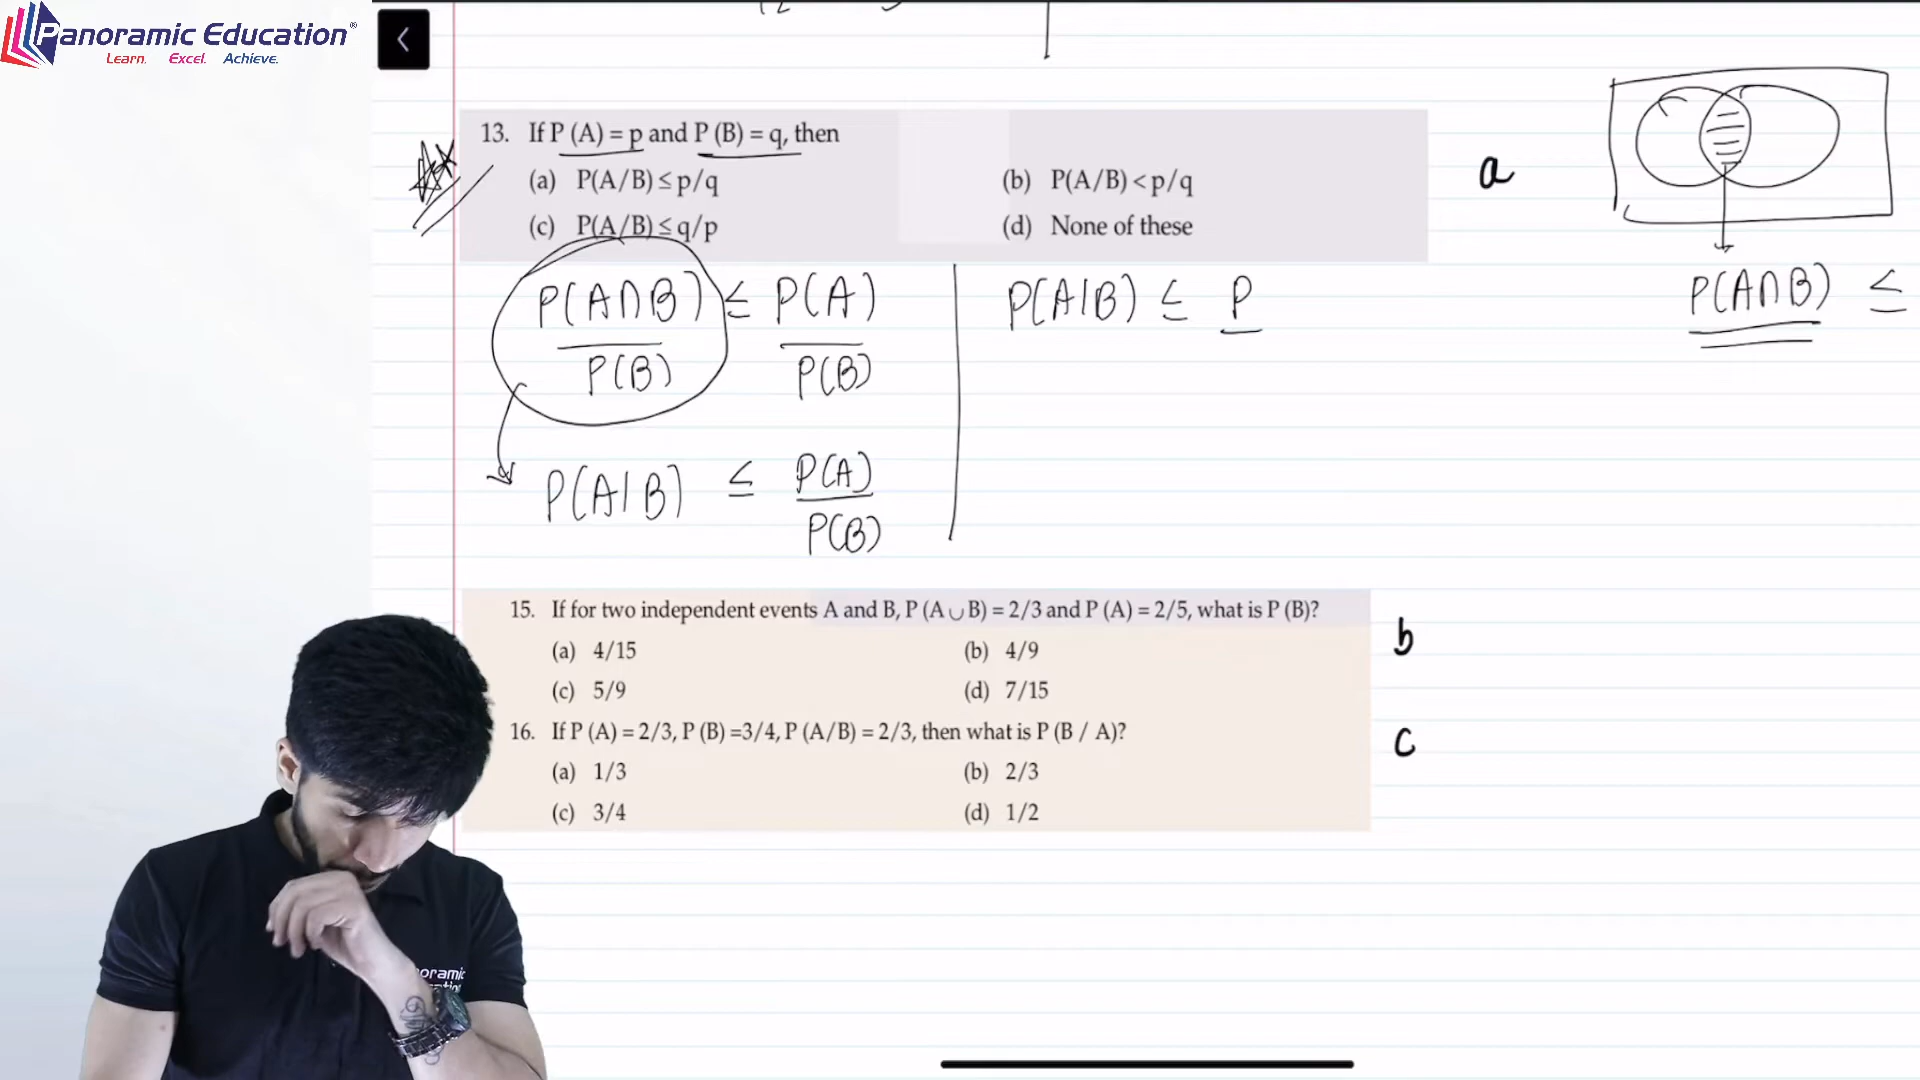 Panoramic Education®
Learn. Excel. Achieve.
13. If P (A) = p and P (B) = q, then
(a) P(A/B) ≤ p/q
(b) P(A/B) < p/q
(c) P(A/B) ≤ q/p
(d) None of these
a
P(A∩B) ≤ P(A)
P(B) P(B)
P(A|B) ≤ P(A)
P(B)
P(A|B) ≤ P
P(A∩B) ≤
15. If for two independent events A and B, P (A ∪ B) = 2/3 and P (A) = 2/5, what is P (B)?
(a) 4/15
(b) 4/9
(c) 5/9
(d) 7/15
b
16. If P (A) = 2/3, P (B) =3/4, P (A/B) = 2/3, then what is P (B / A)?
(a) 1/3
(b) 2/3
(c) 3/4
(d) 1/2
c
oramic